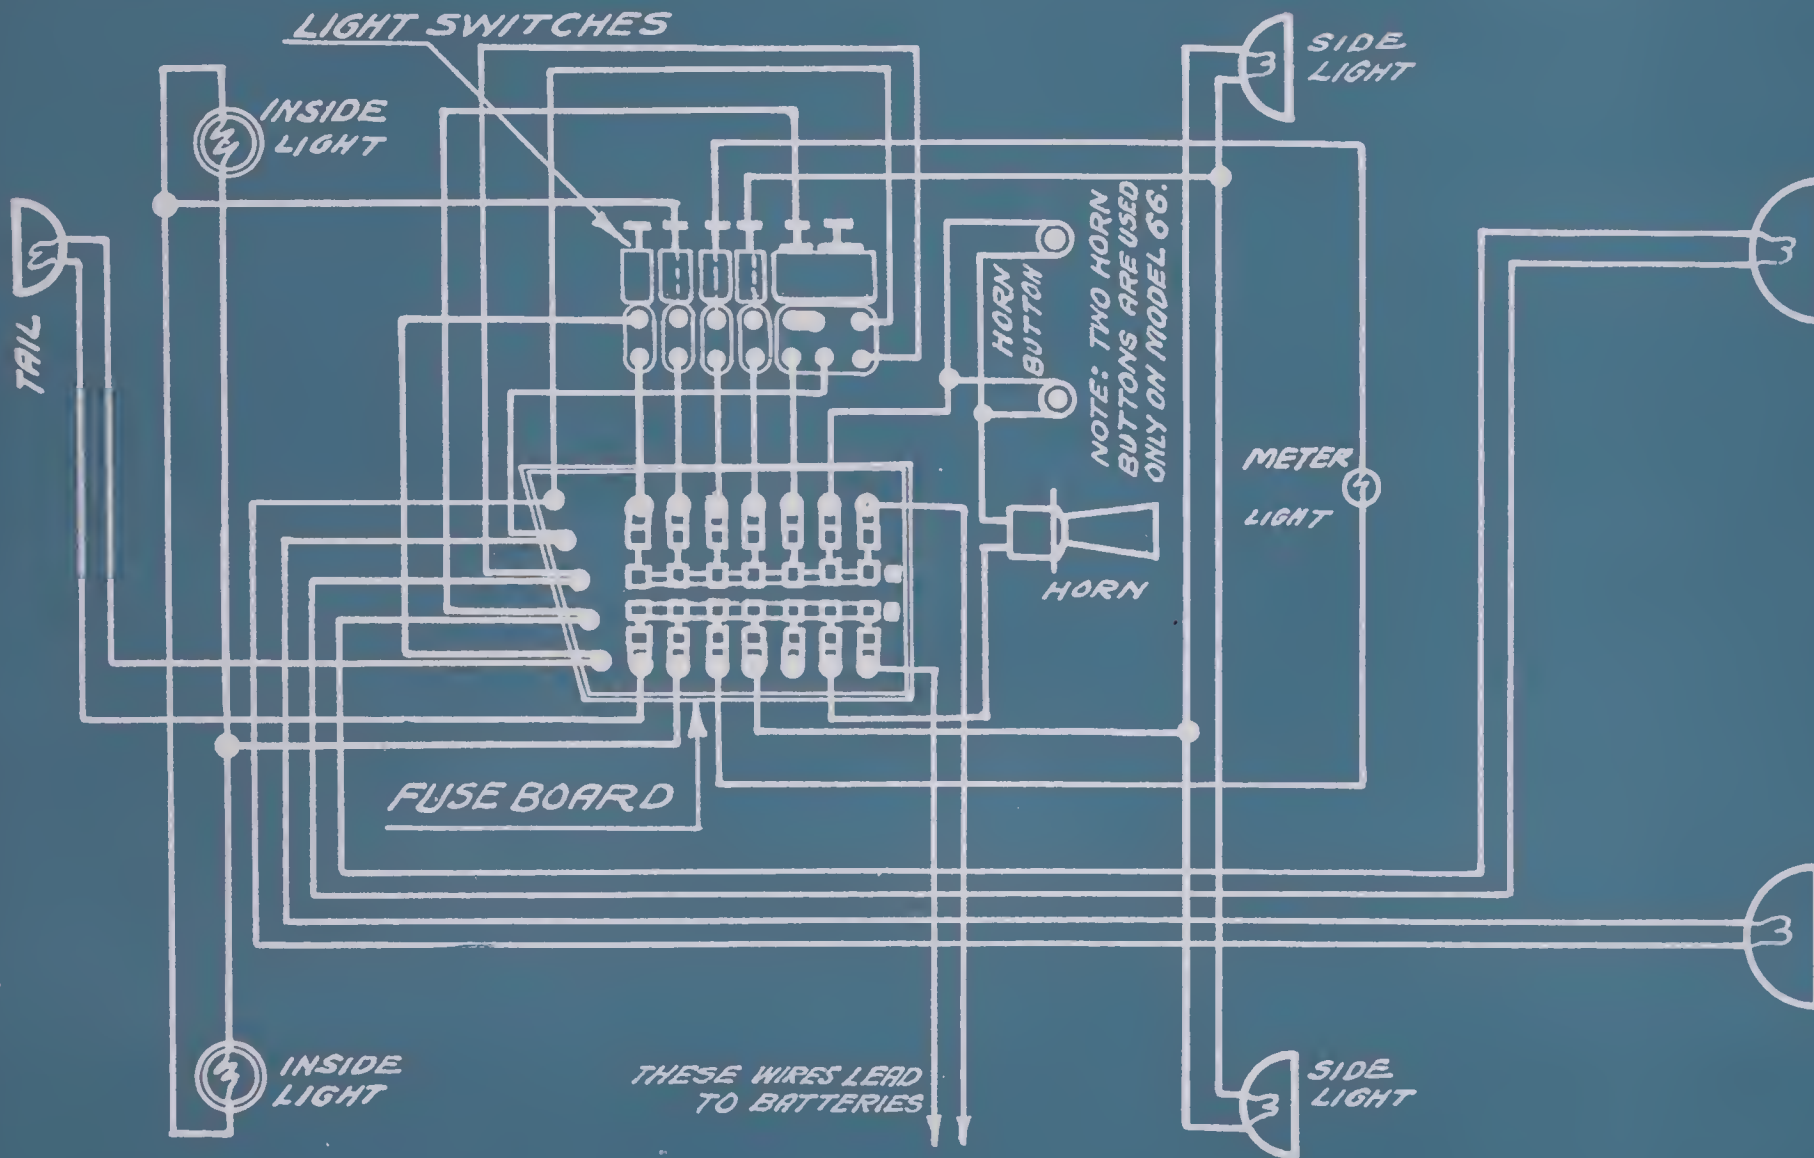 LIGHT SWITCHES
SIDE
LIGHT
INSIDE
LIGHT
TAIL
HORN
BUTTON
NOTE: TWO HORN
BUTTONS ARE USED
ONLY ON MODEL 66.
METER
LIGHT
HORN
FUSE BOARD
INSIDE
LIGHT
THESE WIRES LEAD
TO BATTERIES
SIDE
LIGHT